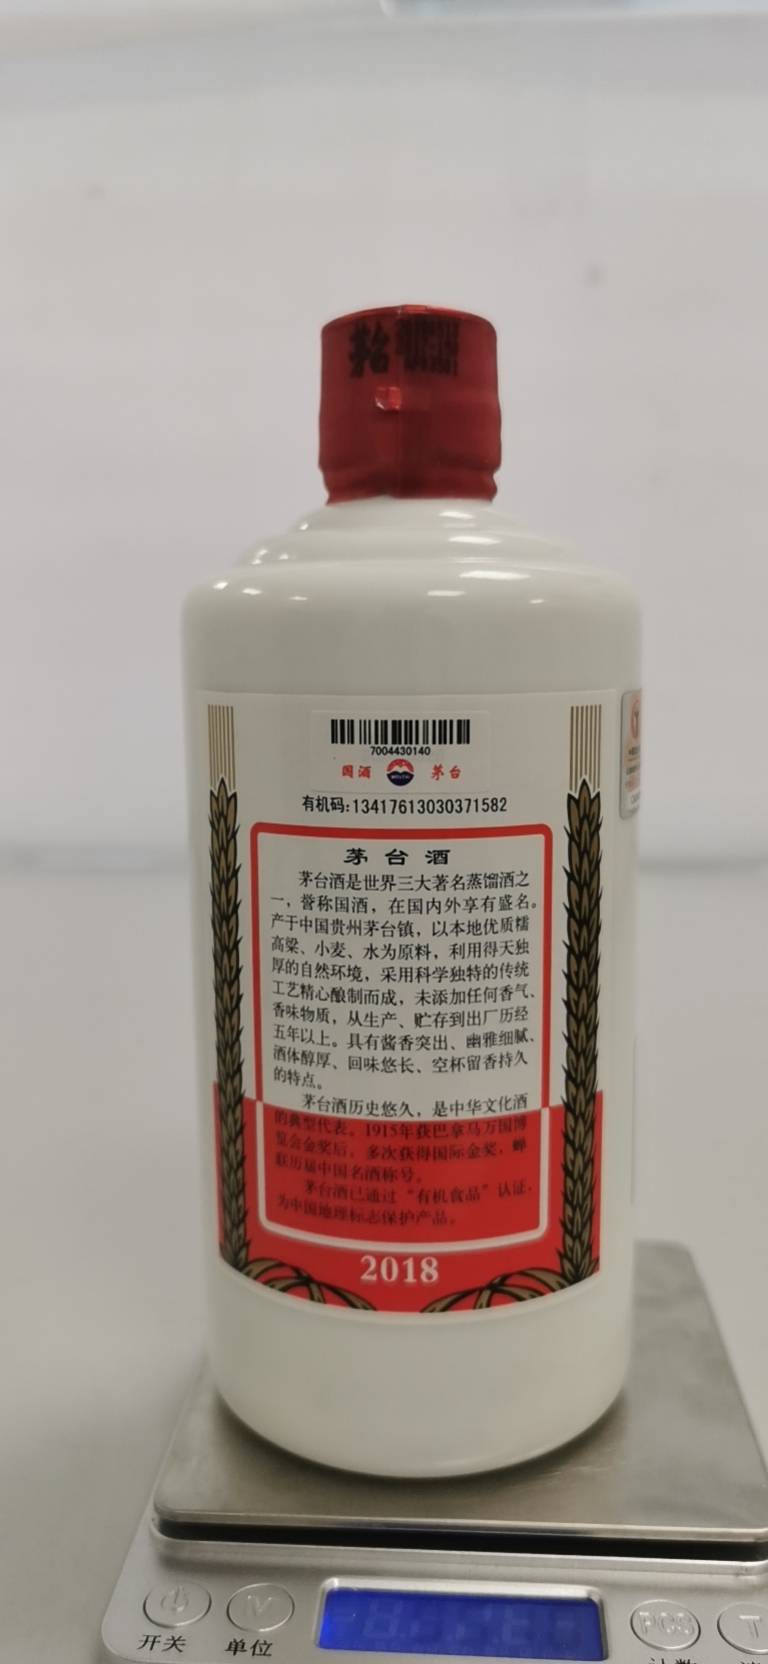 茅台
7004430140
国酒 茅台
有机码:13417613030371582
茅台酒
茅台酒是世界三大著名蒸馏酒之
一，誉称国酒，在国内外享有盛名。
产于中国贵州茅台镇，以本地优质糯
高粱、小麦、水为原料，利用得天独
厚的自然环境，采用科学独特的传统
工艺精心酿制而成，未添加任何香气、
香味物质，从生产、贮存到出厂历经
五年以上。具有酱香突出、幽雅细腻、
酒体醇厚、回味悠长、空杯留香持久
的特点。
茅台酒历史悠久，是中华文化酒
的典型代表。1915年获巴拿马万国博
览会金奖后，多次获得国际金奖，蝉
联历届中国名酒称号。
茅台酒已通过“有机食品”认证，
为中国地理标志保护产品。
2018
PCS T
开关 单位